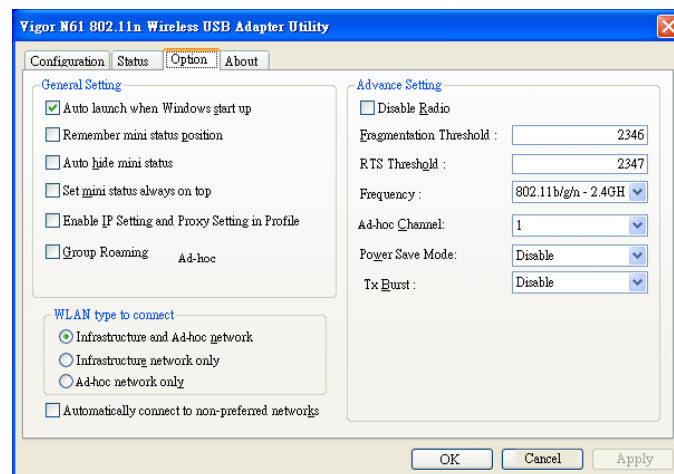 Vigor N61 802.11n Wireless USB Adapter Utility
Configuration Status Option About
General Setting
Auto launch when Windows start up
Remember mini status position
Auto hide mini status
Set mini status always on top
Enable IP Setting and Proxy Setting in Profile
Group Roaming Ad-hoc
WLAN type to connect
Infrastructure and Ad-hoc network
Infrastructure network only
Ad-hoc network only
Automatically connect to non-preferred networks
Advance Setting
Disable Radio
Fragmentation Threshold : 2346
RTS Threshold : 2347
Frequency : 802.11b/g/n - 2.4GH
Ad-hoc Channel: 1
Power Save Mode: Disable
Tx Burst : Disable
OK Cancel Apply